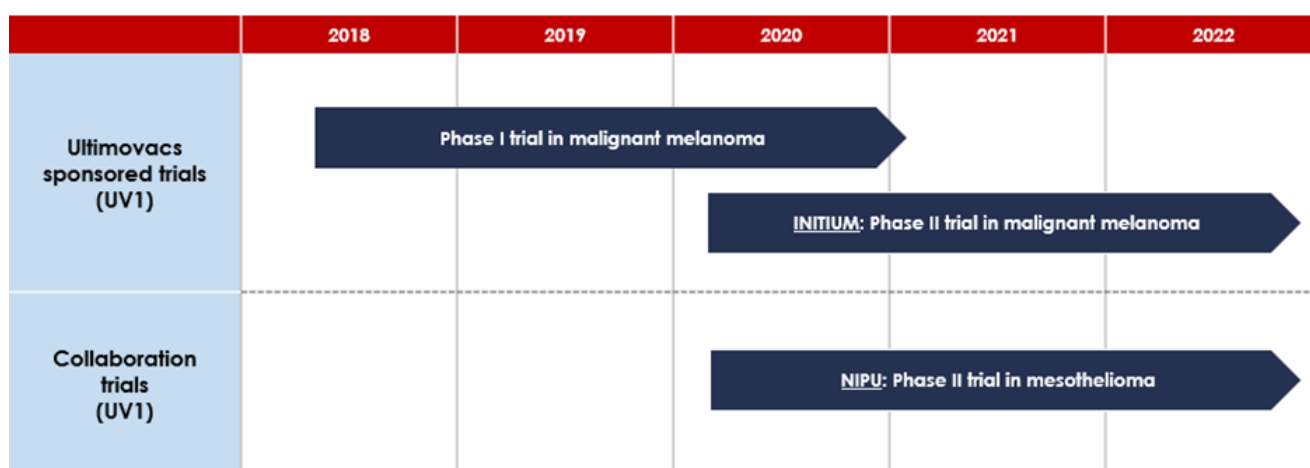 2018 2019 2020 2021 2022
Ultimovacs
sponsored trials
(UV1)
Phase I trial in malignant melanoma
INITIUM: Phase II trial in malignant melanoma
Collaboration
trials
(UV1)
NIPU: Phase II trial in mesothelioma